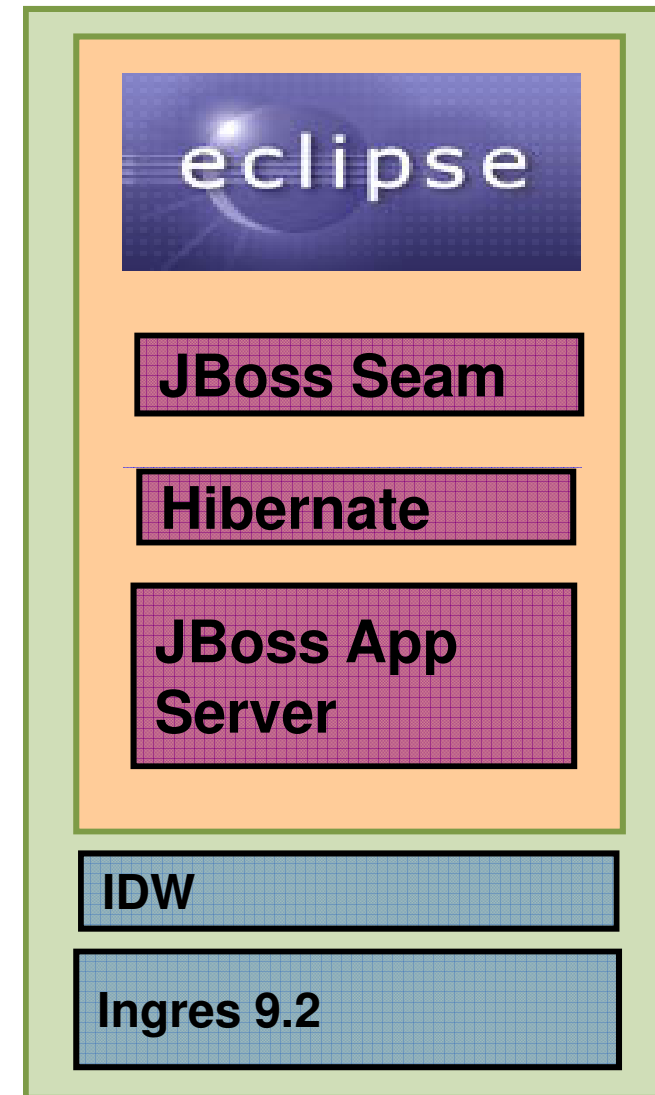 eclipse
JBoss Seam
Hibernate
JBoss App
Server
IDW
Ingres 9.2